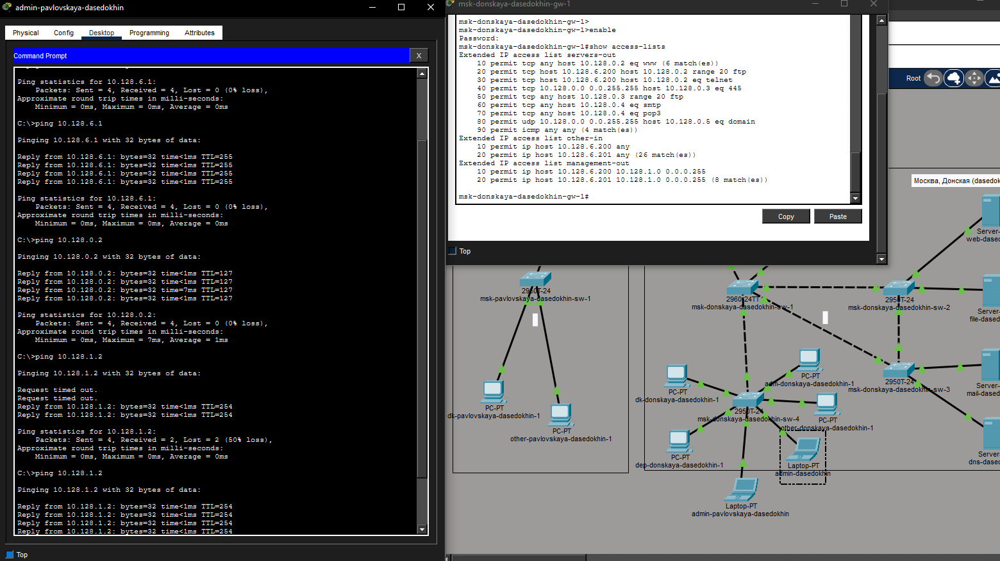 admin-pavlovskaya-dasedokhin
Physical Config Desktop Programming Attributes
Command Prompt
X
Ping statistics for 10.128.6.1:
Packets: Sent = 4, Received = 4, Lost = 0 (0% loss),
Approximate round trip times in milli-seconds:
Minimum = 0ms, Maximum = 0ms, Average = 0ms
C:\>ping 10.128.6.1
Pinging 10.128.6.1 with 32 bytes of data:
Reply from 10.128.6.1: bytes=32 time<1ms TTL=255
Reply from 10.128.6.1: bytes=32 time<1ms TTL=255
Reply from 10.128.6.1: bytes=32 time<1ms TTL=255
Reply from 10.128.6.1: bytes=32 time<1ms TTL=255
Ping statistics for 10.128.6.1:
Packets: Sent = 4, Received = 4, Lost = 0 (0% loss),
Approximate round trip times in milli-seconds:
Minimum = 0ms, Maximum = 0ms, Average = 0ms
C:\>ping 10.128.0.2
Pinging 10.128.0.2 with 32 bytes of data:
Reply from 10.128.0.2: bytes=32 time<1ms TTL=127
Reply from 10.128.0.2: bytes=32 time<1ms TTL=127
Reply from 10.128.0.2: bytes=32 time=7ms TTL=127
Reply from 10.128.0.2: bytes=32 time<1ms TTL=127
Ping statistics for 10.128.0.2:
Packets: Sent = 4, Received = 4, Lost = 0 (0% loss),
Approximate round trip times in milli-seconds:
Minimum = 0ms, Maximum = 7ms, Average = 1ms
C:\>ping 10.128.1.2
Pinging 10.128.1.2 with 32 bytes of data:
Request timed out.
Request timed out.
Reply from 10.128.1.2: bytes=32 time<1ms TTL=254
Reply from 10.128.1.2: bytes=32 time<1ms TTL=254
Ping statistics for 10.128.1.2:
Packets: Sent = 4, Received = 2, Lost = 2 (50% loss),
Approximate round trip times in milli-seconds:
Minimum = 0ms, Maximum = 0ms, Average = 0ms
C:\>ping 10.128.1.2
Pinging 10.128.1.2 with 32 bytes of data:
Reply from 10.128.1.2: bytes=32 time<1ms TTL=254
Reply from 10.128.1.2: bytes=32 time<1ms TTL=254
Reply from 10.128.1.2: bytes=32 time<1ms TTL=254
Reply from 10.128.1.2: bytes=32 time<1ms TTL=254
Top
msk-donskaya-dasedokhin-gw-1
msk-donskaya-dasedokhin-gw-1>
msk-donskaya-dasedokhin-gw-1>enable
Password:
msk-donskaya-dasedokhin-gw-1#show access-lists
Extended IP access list servers-out
10 permit tcp any host 10.128.0.2 eq www (6 match(es))
20 permit tcp host 10.128.6.200 host 10.128.0.2 range 20 ftp
30 permit tcp host 10.128.6.200 host 10.128.0.2 eq telnet
40 permit tcp 10.128.0.0 0.0.255.255 host 10.128.0.3 eq 445
50 permit tcp any host 10.128.0.3 range 20 ftp
60 permit tcp any host 10.128.0.4 eq smtp
70 permit tcp any host 10.128.0.4 eq pop3
80 permit udp 10.128.0.0 0.0.255.255 host 10.128.0.5 eq domain
90 permit icmp any any (4 match(es))
Extended IP access list other-in
10 permit ip host 10.128.6.200 any
20 permit ip host 10.128.6.201 any (26 match(es))
Extended IP access list management-out
10 permit ip host 10.128.6.200 10.128.1.0 0.0.0.255
20 permit ip host 10.128.6.201 10.128.1.0 0.0.0.255 (8 match(es))
msk-donskaya-dasedokhin-gw-1#
Copy Paste
Top
Root
Москва, Донская (dasedok
Server-
web-dased
2950T-24
msk-pavlovskaya-dasedokhin-sw-1
2960-24TT
msk-donskaya-dasedokhin-sw-1
2950T-24
msk-donskaya-dasedokhin-sw-2
Server-
file-dased
PC-PT
dk-pavlovskaya-dasedokhin-1
PC-PT
other-pavlovskaya-dasedokhin-1
PC-PT
dk-donskaya-dasedokhin-1
PC-PT
adm-donskaya-dasedokhin-1
2950T-24
msk-donskaya-dasedokhin-sw-3
Server-
mail-dased
2950T-24
msk-donskaya-dasedokhin-sw-4
PC-PT
other-donskaya-dasedokhin-1
PC-PT
dep-donskaya-dasedokhin-1
Laptop-PT
admin-dasedokhin
Server-
dns-dased
Laptop-PT
admin-pavlovskaya-dasedokhin